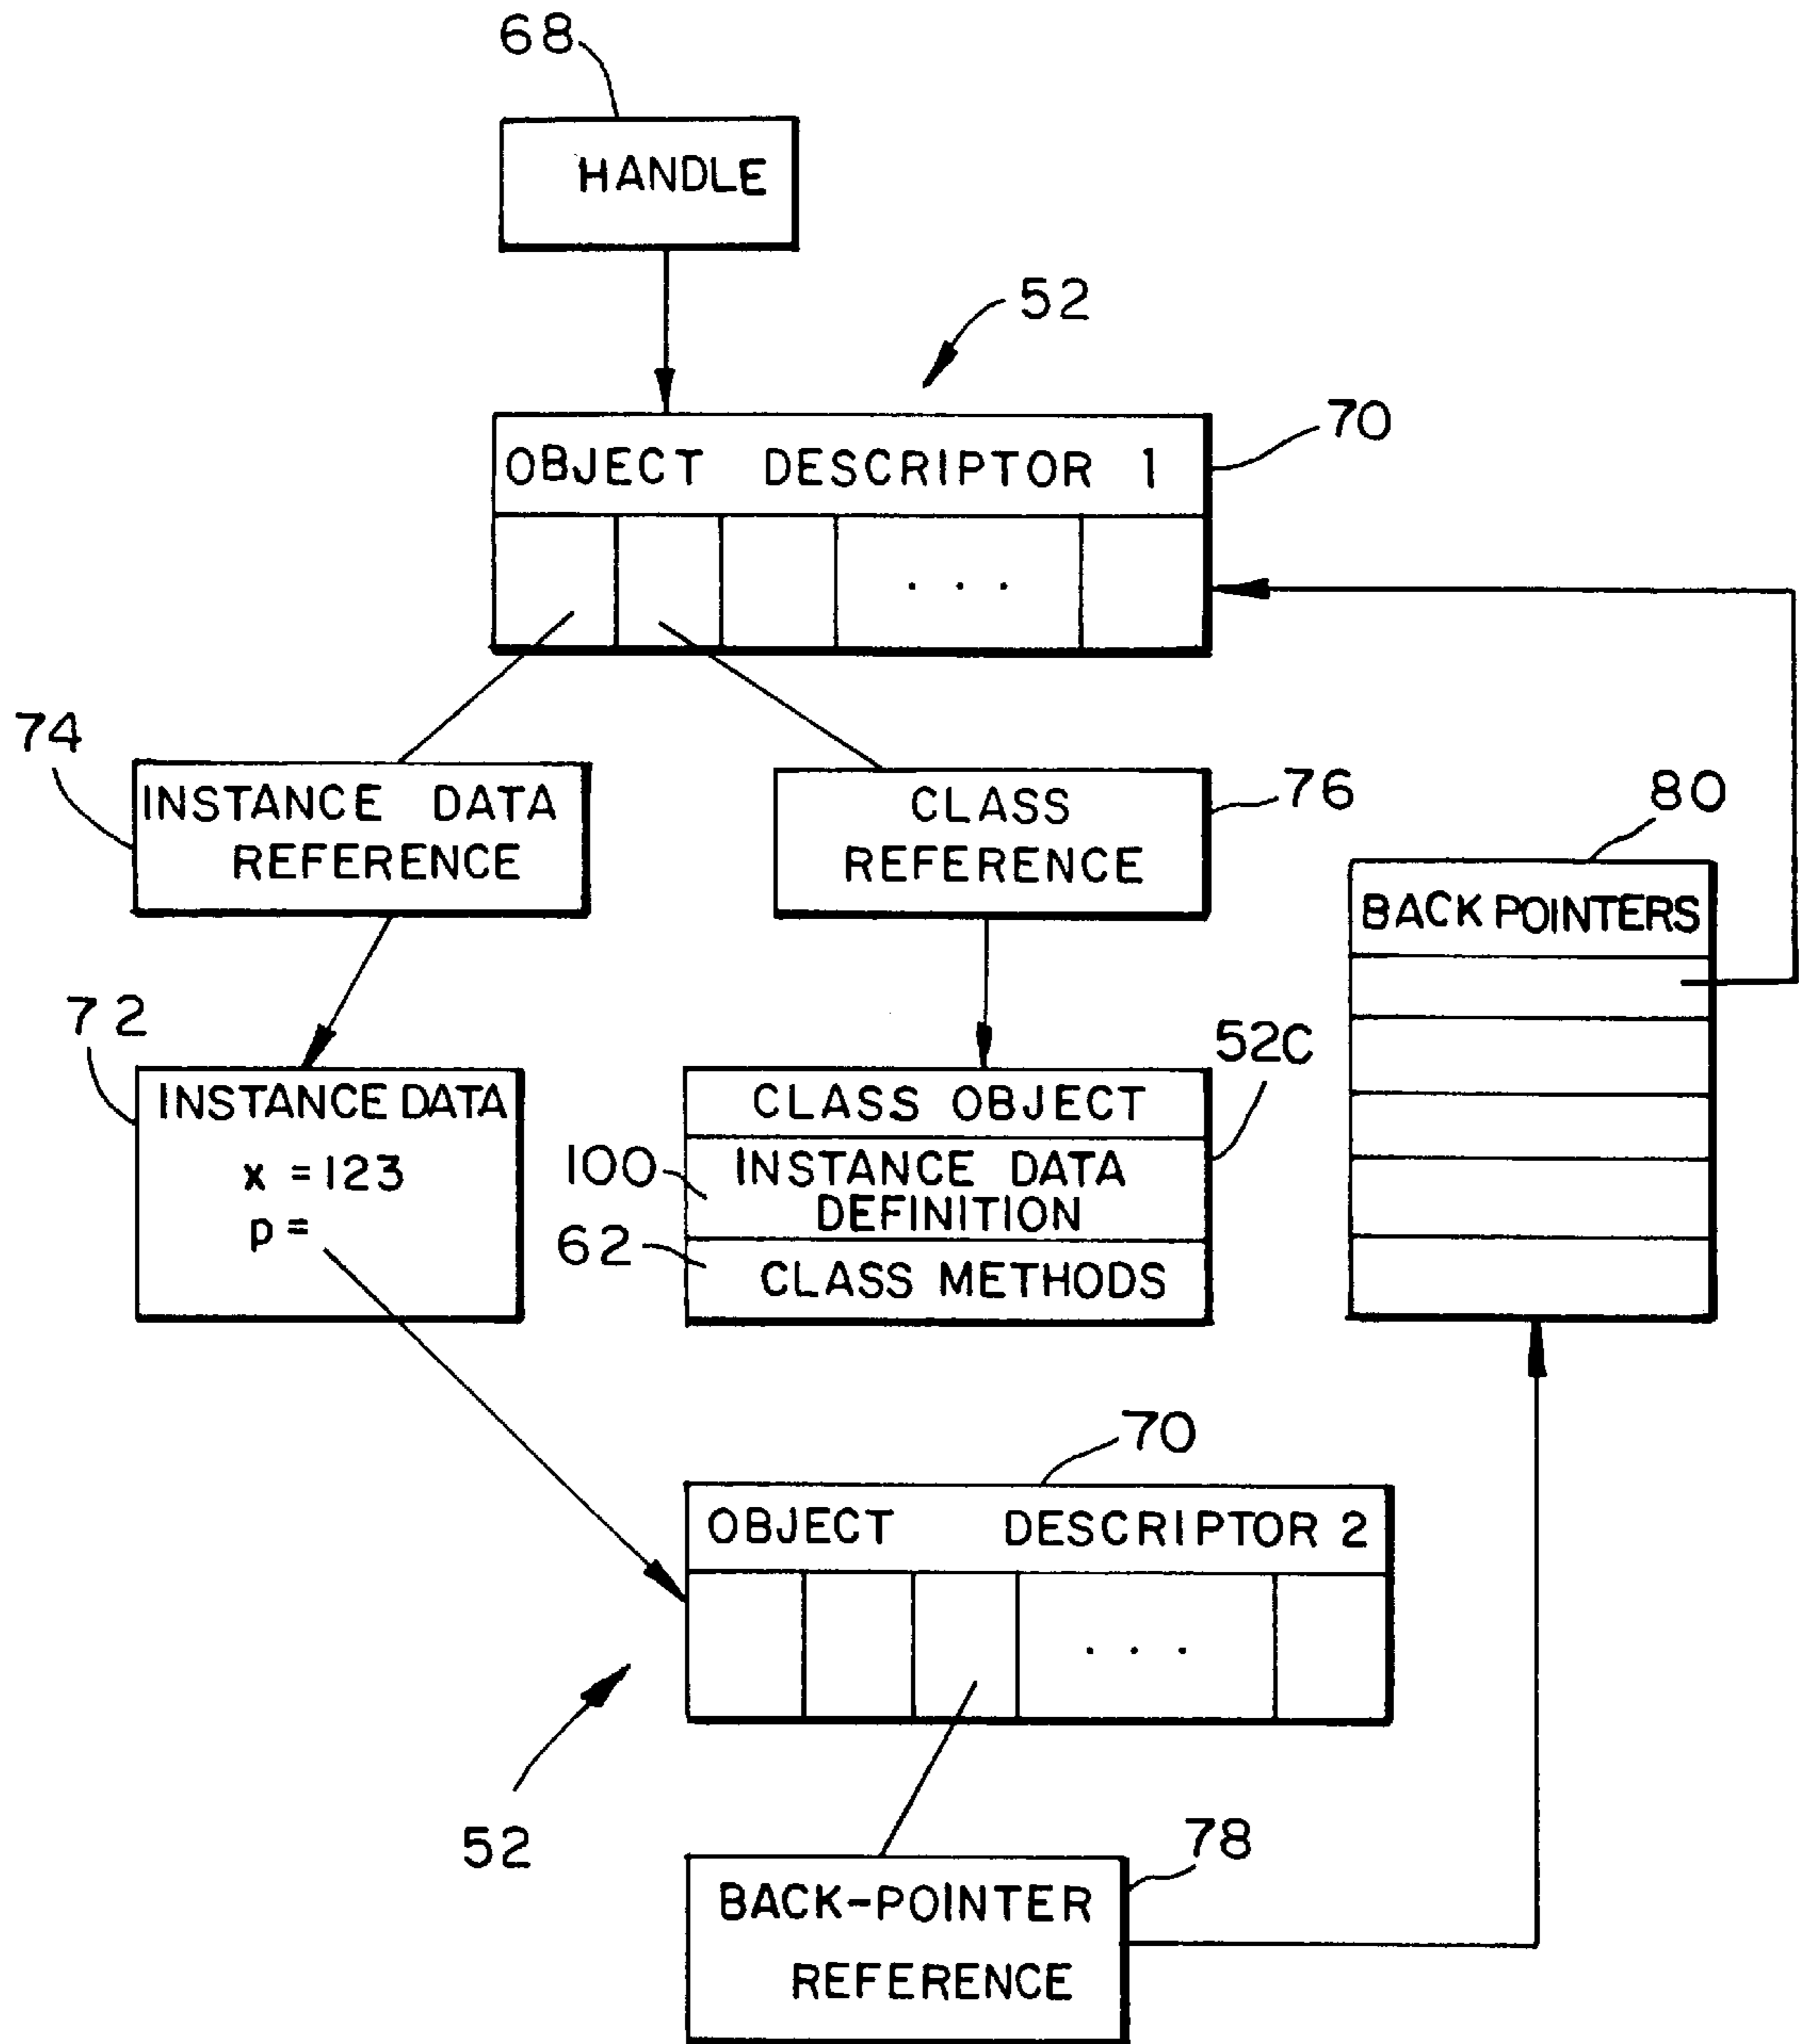 68
HANDLE
52
70
OBJECT DESCRIPTOR 1
. . .
74
INSTANCE DATA
REFERENCE
CLASS
REFERENCE
76
80
BACK POINTERS
72
INSTANCE DATA
x = 123
p =
52C
CLASS OBJECT
100
INSTANCE DATA
DEFINITION
62
CLASS METHODS
70
OBJECT DESCRIPTOR 2
. . .
52
78
BACK-POINTER
REFERENCE